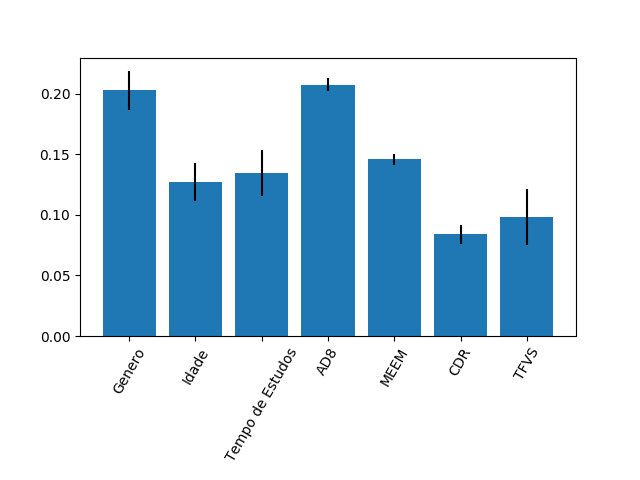 0.20
0.15
0.10
0.05
0.00
Genero
Idade
Tempo de Estudos
AD8
MEEM
CDR
TFVS